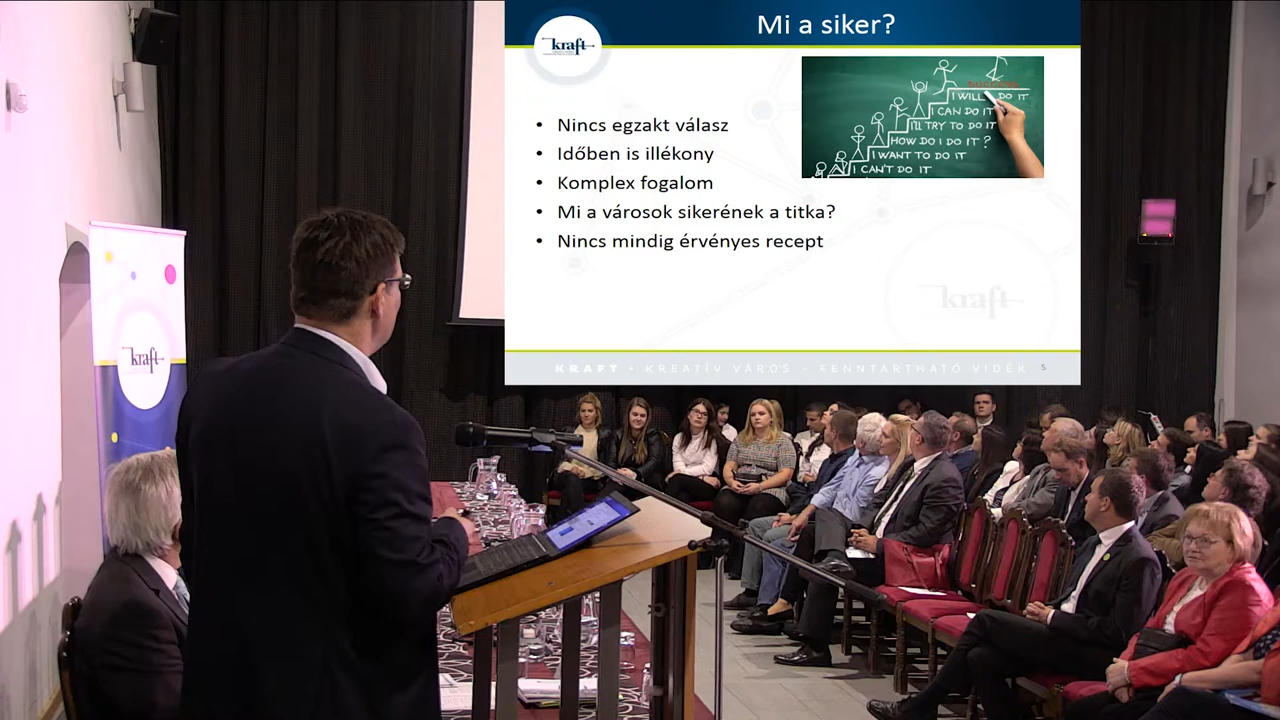 Mi a siker?
kraft
• Nincs egzakt válasz
• Időben is illékony
• Komplex fogalom
• Mi a városok sikerének a titka?
• Nincs mindig érvényes recept
I WILL DO IT
I CAN DO IT
I'LL TRY TO DO IT
HOW DO I DO IT?
I WANT TO DO IT
I CAN'T DO IT
kraft
KRAFT • KREATÍV VÁROS - FENNTARTHATÓ VIDÉK
5
kraft